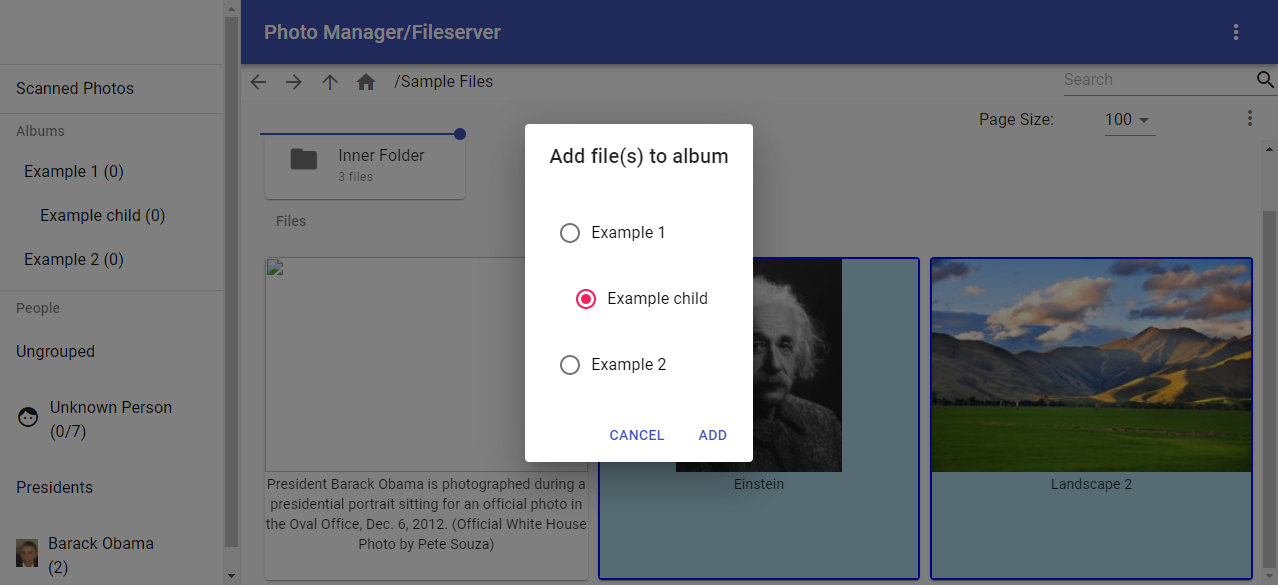 Photo Manager/Fileserver
Scanned Photos
Albums
Example 1 (0)
Example child (0)
Example 2 (0)
People
Ungrouped
Unknown Person
(0/7)
Presidents
Barack Obama
(2)
/Sample Files
Search
Page Size:
100
Inner Folder
3 files
Files
Add file(s) to album
Example 1
Example child
Example 2
CANCEL
ADD
President Barack Obama is photographed during a
presidential portrait sitting for an official photo in
the Oval Office, Dec. 6, 2012. (Official White House
Photo by Pete Souza)
Einstein
Landscape 2